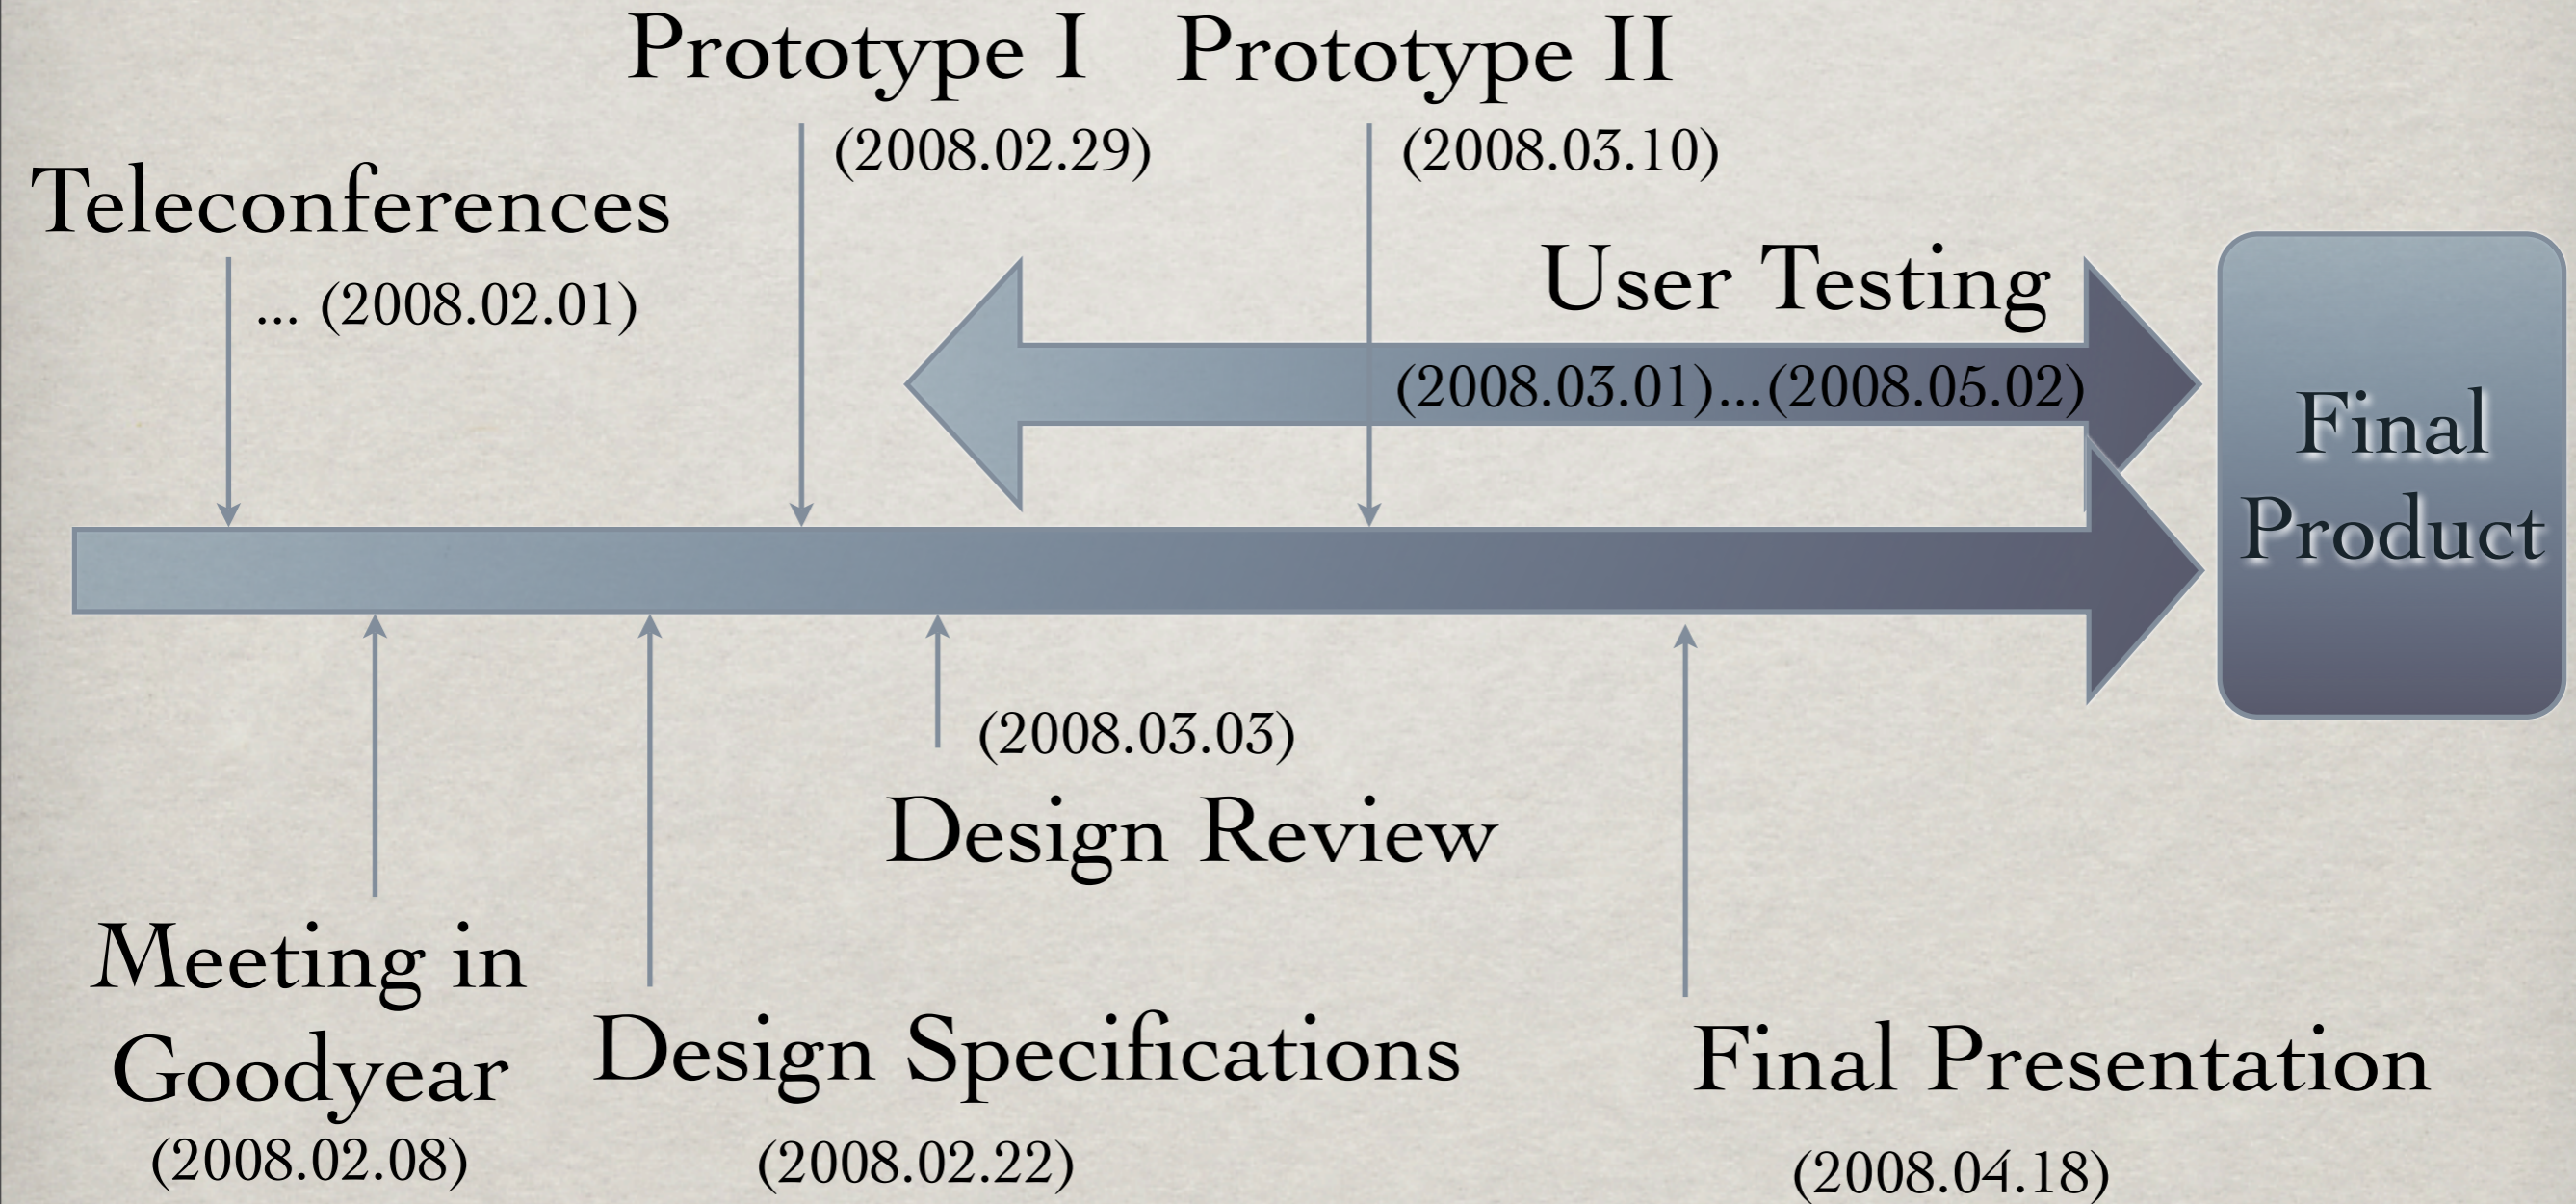 Prototype I
(2008.02.29)
Prototype II
(2008.03.10)
Teleconferences
... (2008.02.01)
User Testing
(2008.03.01)...(2008.05.02)
Final
Product
(2008.03.03)
Design Review
Meeting in
Goodyear
(2008.02.08)
Design Specifications
(2008.02.22)
Final Presentation
(2008.04.18)